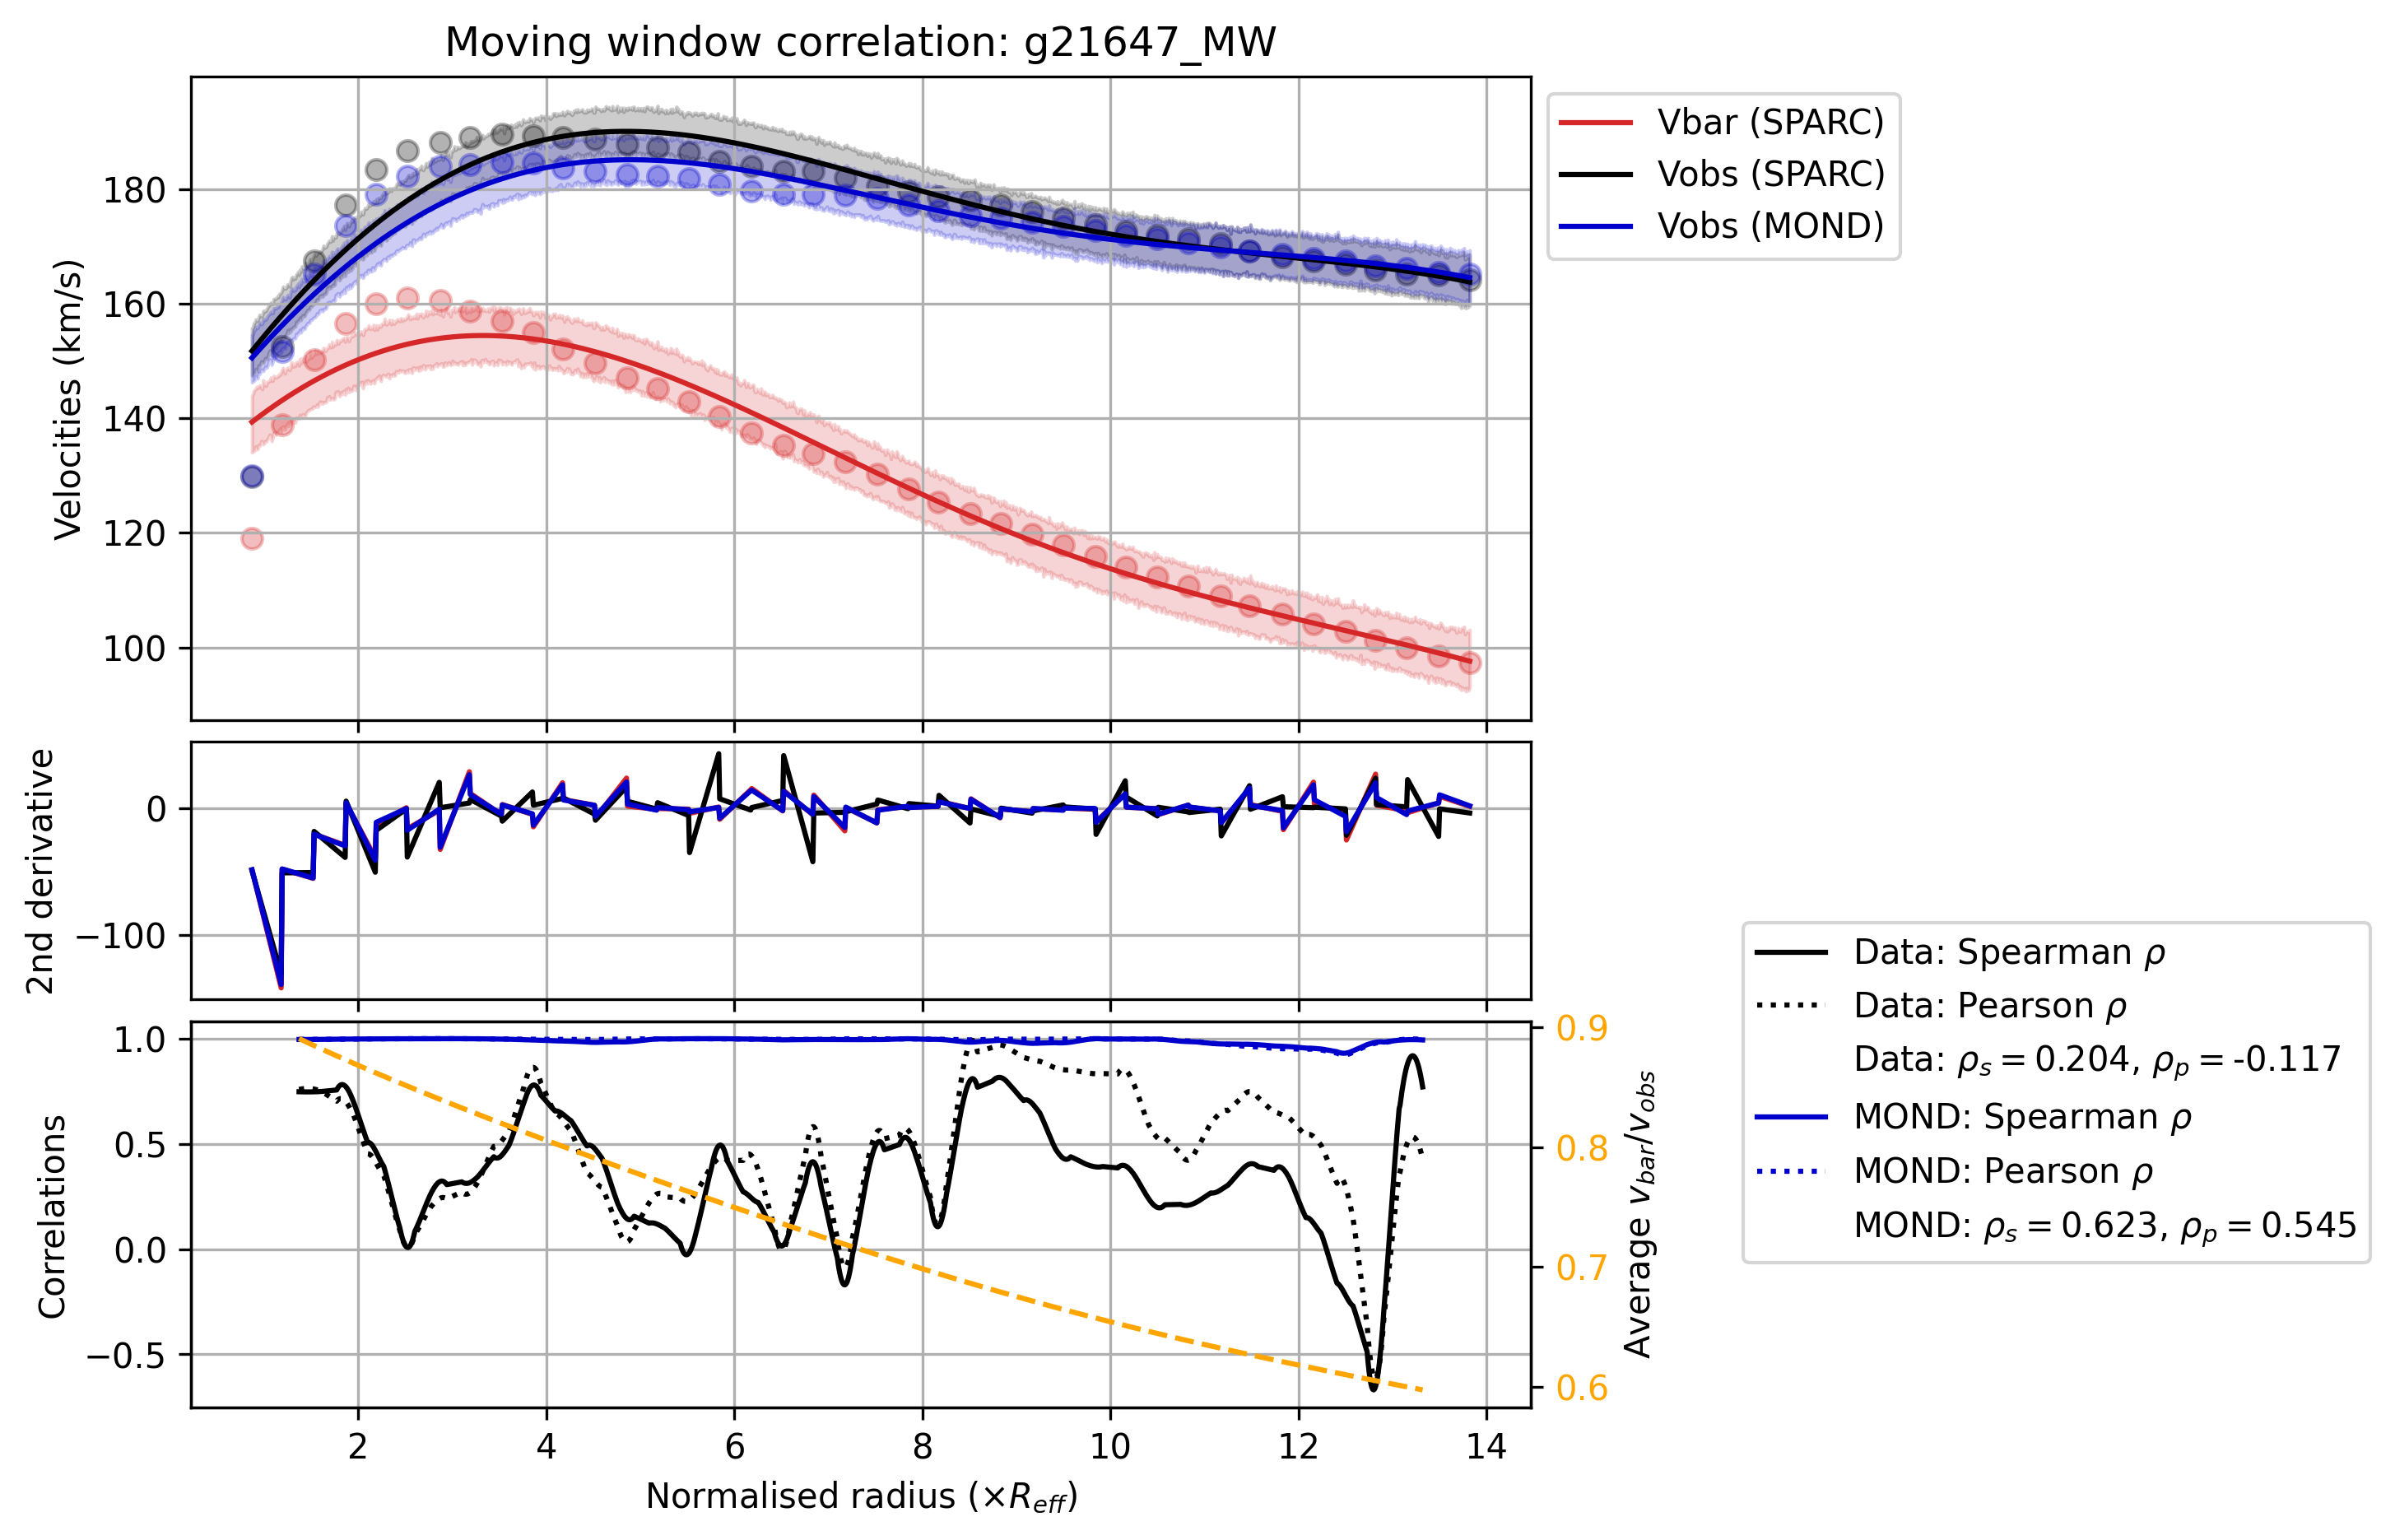 Moving window correlation: g21647_MW
Velocities (km/s)
180
160
140
120
100
Vbar (SPARC)
Vobs (SPARC)
Vobs (MOND)
2nd derivative
0
−100
Correlations
1.0
0.5
0.0
−0.5
0.9
0.8
0.7
0.6
Average v_bar/v_obs
2 4 6 8 10 12 14
Normalised radius (×R_eff)
Data: Spearman ρ
Data: Pearson ρ
Data: ρ_s = 0.204, ρ_p = -0.117
MOND: Spearman ρ
MOND: Pearson ρ
MOND: ρ_s = 0.623, ρ_p = 0.545